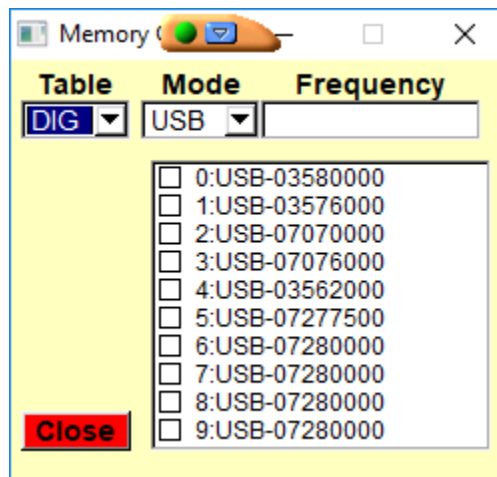 Memory
Table Mode Frequency
DIG USB
0:USB-03580000
1:USB-03576000
2:USB-07070000
3:USB-07076000
4:USB-03562000
5:USB-07277500
6:USB-07280000
7:USB-07280000
8:USB-07280000
9:USB-07280000
Close